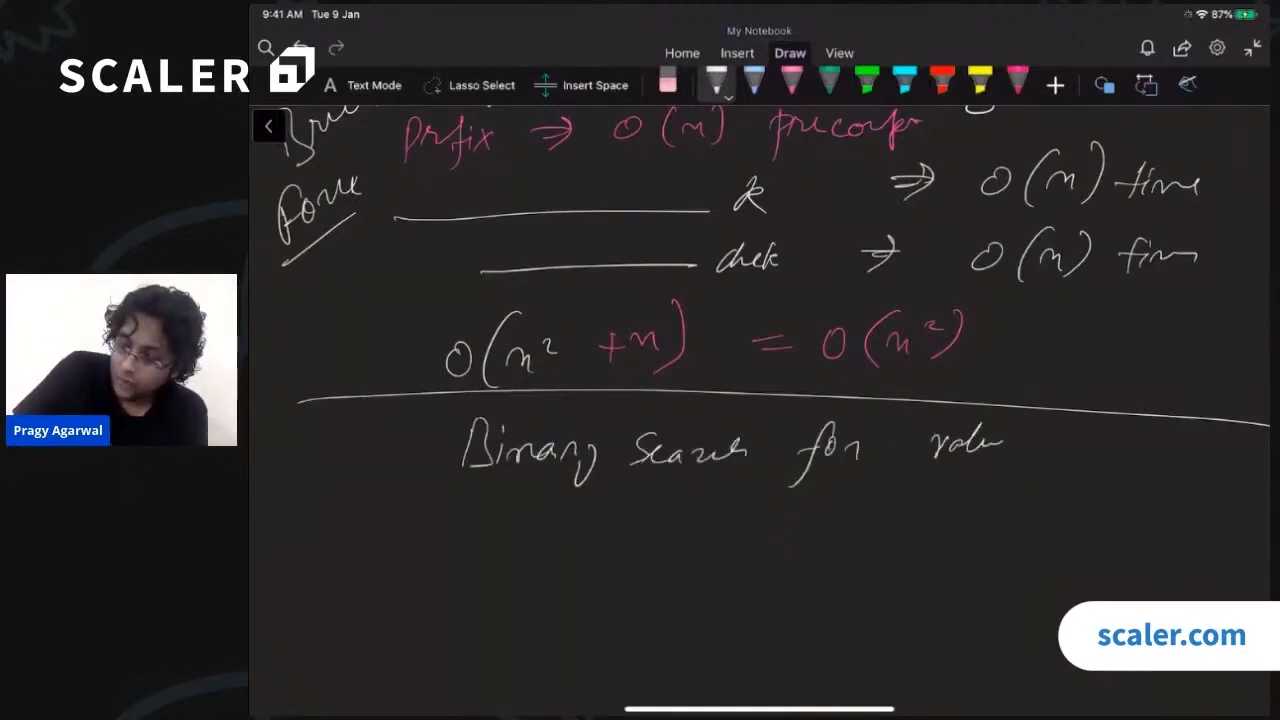 9:41 AM Tue 9 Jan
87%
My Notebook
Home Insert Draw View
SCALER
A Text Mode Lasso Select Insert Space
Brute
prefix ⇒ O(n)
Force
k ⇒ O(n) time
check ⇒ O(n) time
O(n² +n) = O(n²)
Binary Search for value
Pragy Agarwal
scaler.com